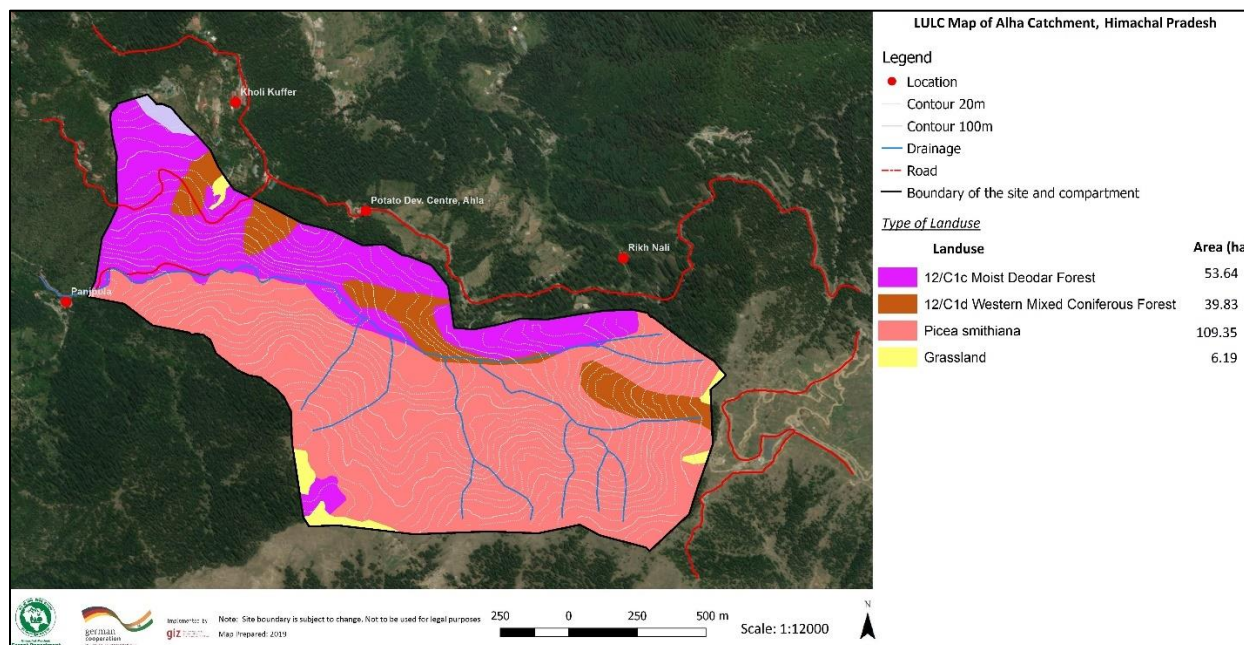 LULC Map of Alha Catchment, Himachal Pradesh
Legend
Location
Contour 20m
Contour 100m
Drainage
Road
Boundary of the site and compartment
Type of Landuse
Landuse Area (ha
12/C1c Moist Deodar Forest 53.64
12/C1d Western Mixed Coniferous Forest 39.83
Picea smithiana 109.35
Grassland 6.19
Kholi Kuffer
Potato Dev. Centre, Ahla
Rikh Nali
Panjpula
german
cooperation
Implemented by
giz
Note: Site boundary is subject to change. Not to be used for legal purposes
Map Prepared: 2019
250 0 250 500 m
Scale: 1:12000
N